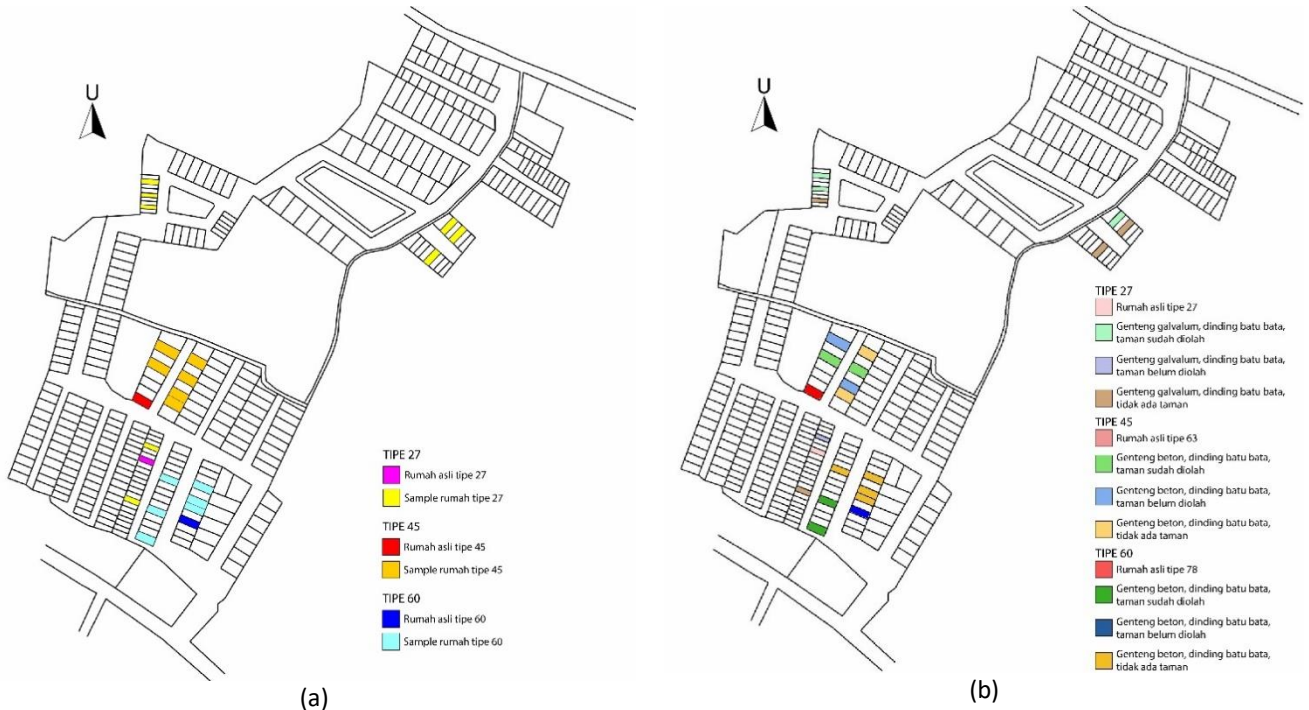 U
TIPE 27
Rumah asli tipe 27
Sample rumah tipe 27
TIPE 45
Rumah asli tipe 45
Sample rumah tipe 45
TIPE 60
Rumah asli tipe 60
Sample rumah tipe 60
(a)
U
TIPE 27
Rumah asli tipe 27
Genteng galvalum, dinding batu bata,
taman sudah diolah
Genteng galvalum, dinding batu bata,
taman belum diolah
Genteng galvalum, dinding batu bata,
tidak ada taman
TIPE 45
Rumah asli tipe 63
Genteng beton, dinding batu bata,
taman sudah diolah
Genteng beton, dinding batu bata,
taman belum diolah
Genteng beton, dinding batu bata,
tidak ada taman
TIPE 60
Rumah asli tipe 78
Genteng beton, dinding batu bata,
taman sudah diolah
Genteng beton, dinding batu bata,
taman belum diolah
Genteng beton, dinding batu bata,
tidak ada taman
(b)